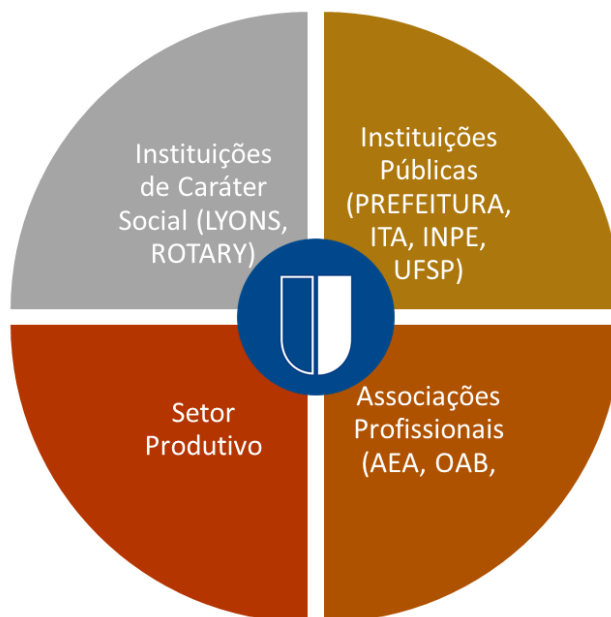 Instituições
de Caráter
Social (LYONS,
ROTARY)
Instituições
Públicas
(PREFEITURA,
ITA, INPE,
UFSP)
Setor
Produtivo
Associações
Profissionais
(AEA, OAB,